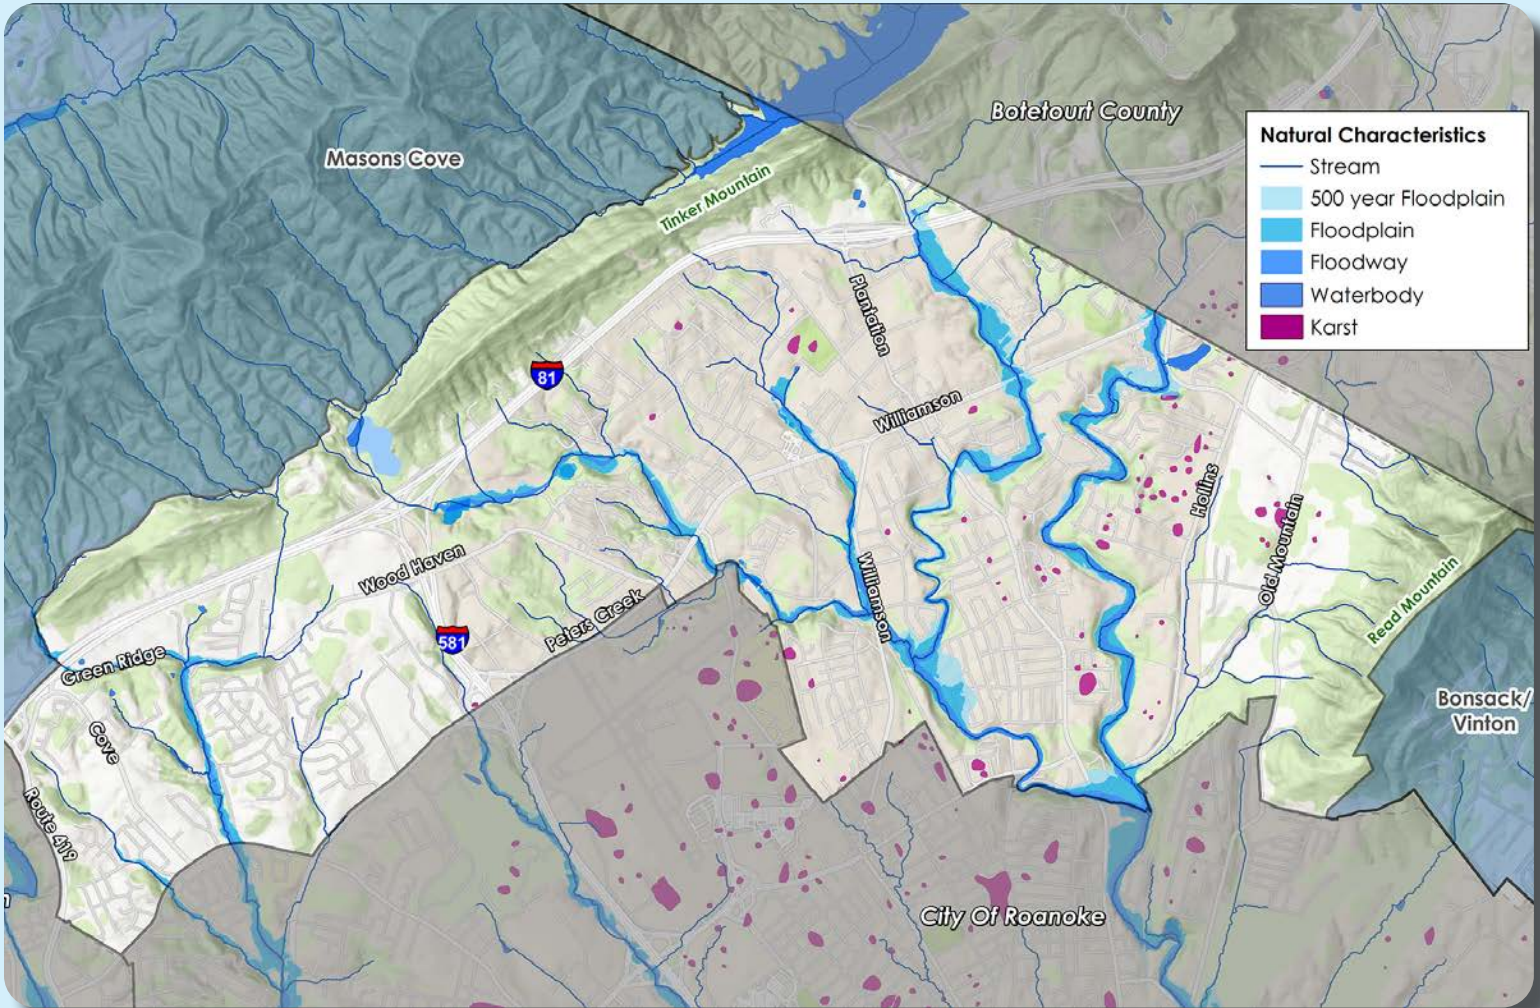 Botetourt County
Masons Cove
Tinker Mountain
Natural Characteristics
Stream
500 year Floodplain
Floodplain
Floodway
Waterbody
Karst
Plantation
81
Williamson
Hollins
Old Mountain
Wood Haven
Williamson
Read Mountain
Peters Creek
581
Green Ridge
Cove
Bonsack/
Vinton
Route 419
City Of Roanoke